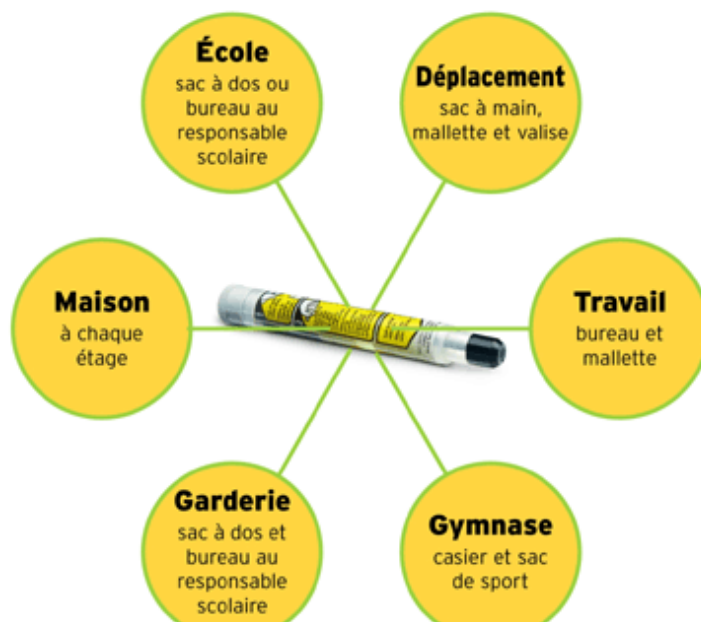 École
sac à dos ou
bureau au
responsable
scolaire
Déplacement
sac à main,
mallette et valise
Maison
à chaque
étage
Travail
bureau et
mallette
Garderie
sac à dos et
bureau au
responsable
scolaire
Gymnase
casier et sac
de sport